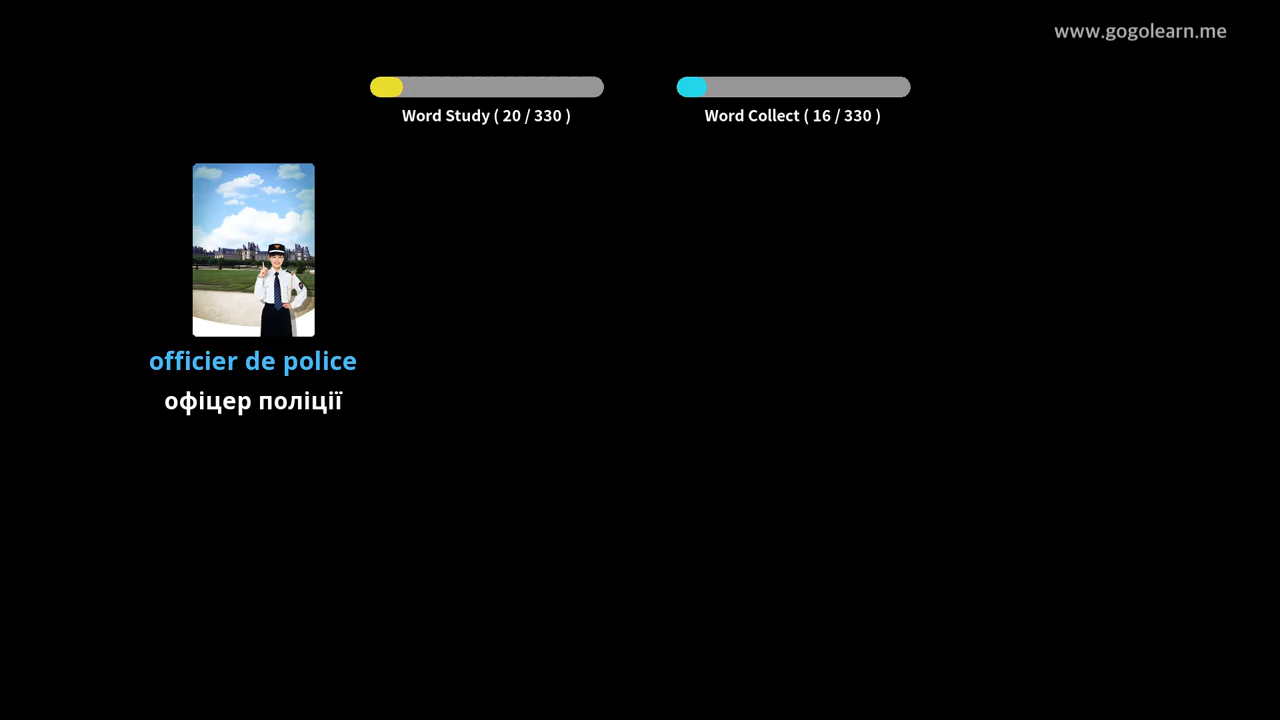 www.gogolearn.me
Word Study ( 20 / 330 )
Word Collect ( 16 / 330 )
officier de police
офіцер поліції